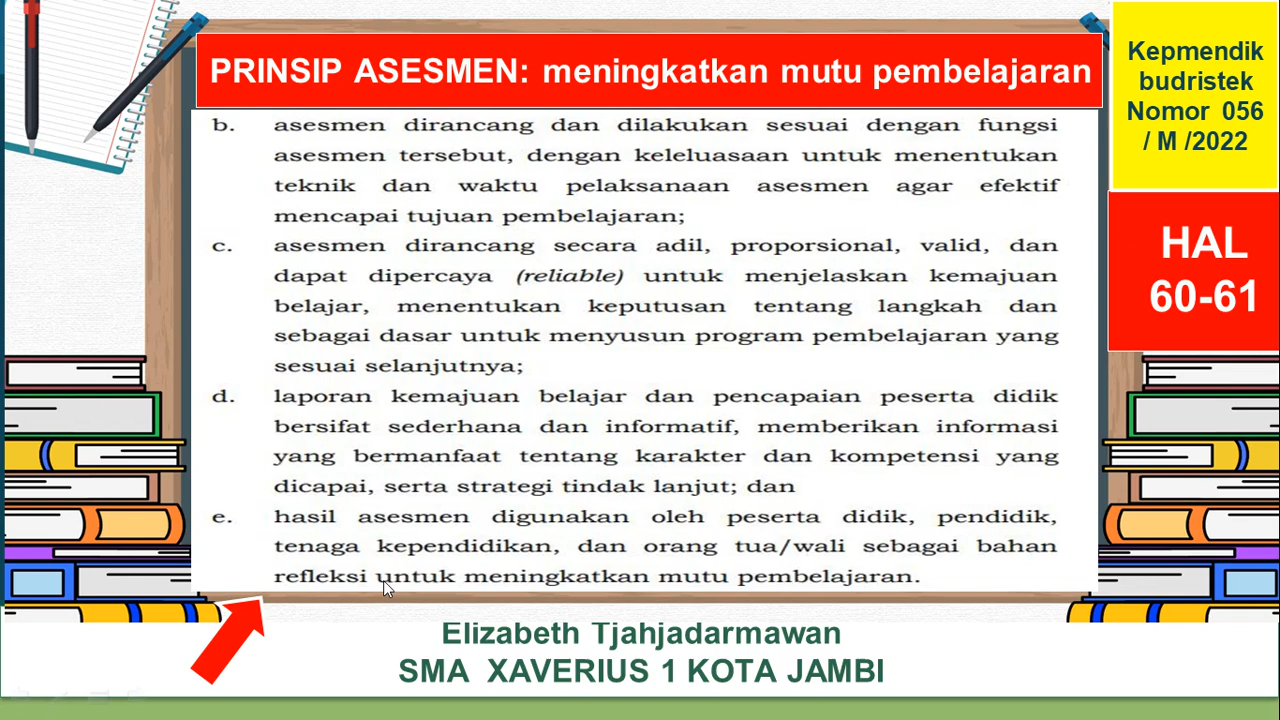 PRINSIP ASESMEN: meningkatkan mutu pembelajaran
Kepmendik
budristek
Nomor 056
/ M /2022
HAL
60-61
b. asesmen dirancang dan dilakukan sesuai dengan fungsi
asesmen tersebut, dengan keleluasaan untuk menentukan
teknik dan waktu pelaksanaan asesmen agar efektif
mencapai tujuan pembelajaran;
c. asesmen dirancang secara adil, proporsional, valid, dan
dapat dipercaya (reliable) untuk menjelaskan kemajuan
belajar, menentukan keputusan tentang langkah dan
sebagai dasar untuk menyusun program pembelajaran yang
sesuai selanjutnya;
d. laporan kemajuan belajar dan pencapaian peserta didik
bersifat sederhana dan informatif, memberikan informasi
yang bermanfaat tentang karakter dan kompetensi yang
dicapai, serta strategi tindak lanjut; dan
e. hasil asesmen digunakan oleh peserta didik, pendidik,
tenaga kependidikan, dan orang tua/wali sebagai bahan
refleksi untuk meningkatkan mutu pembelajaran.
Elizabeth Tjahjadarmawan
SMA XAVERIUS 1 KOTA JAMBI